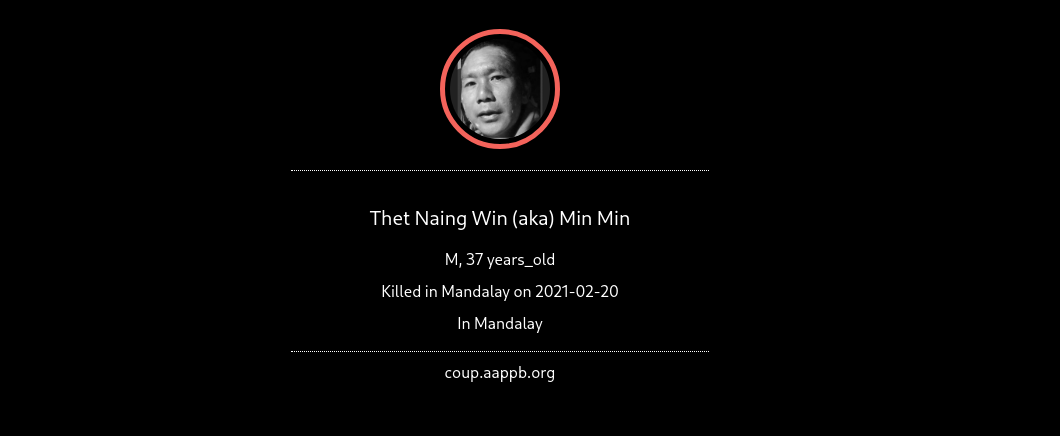 Thet Naing Win (aka) Min Min
M, 37 years_old
Killed in Mandalay on 2021-02-20
In Mandalay
coup.aappb.org